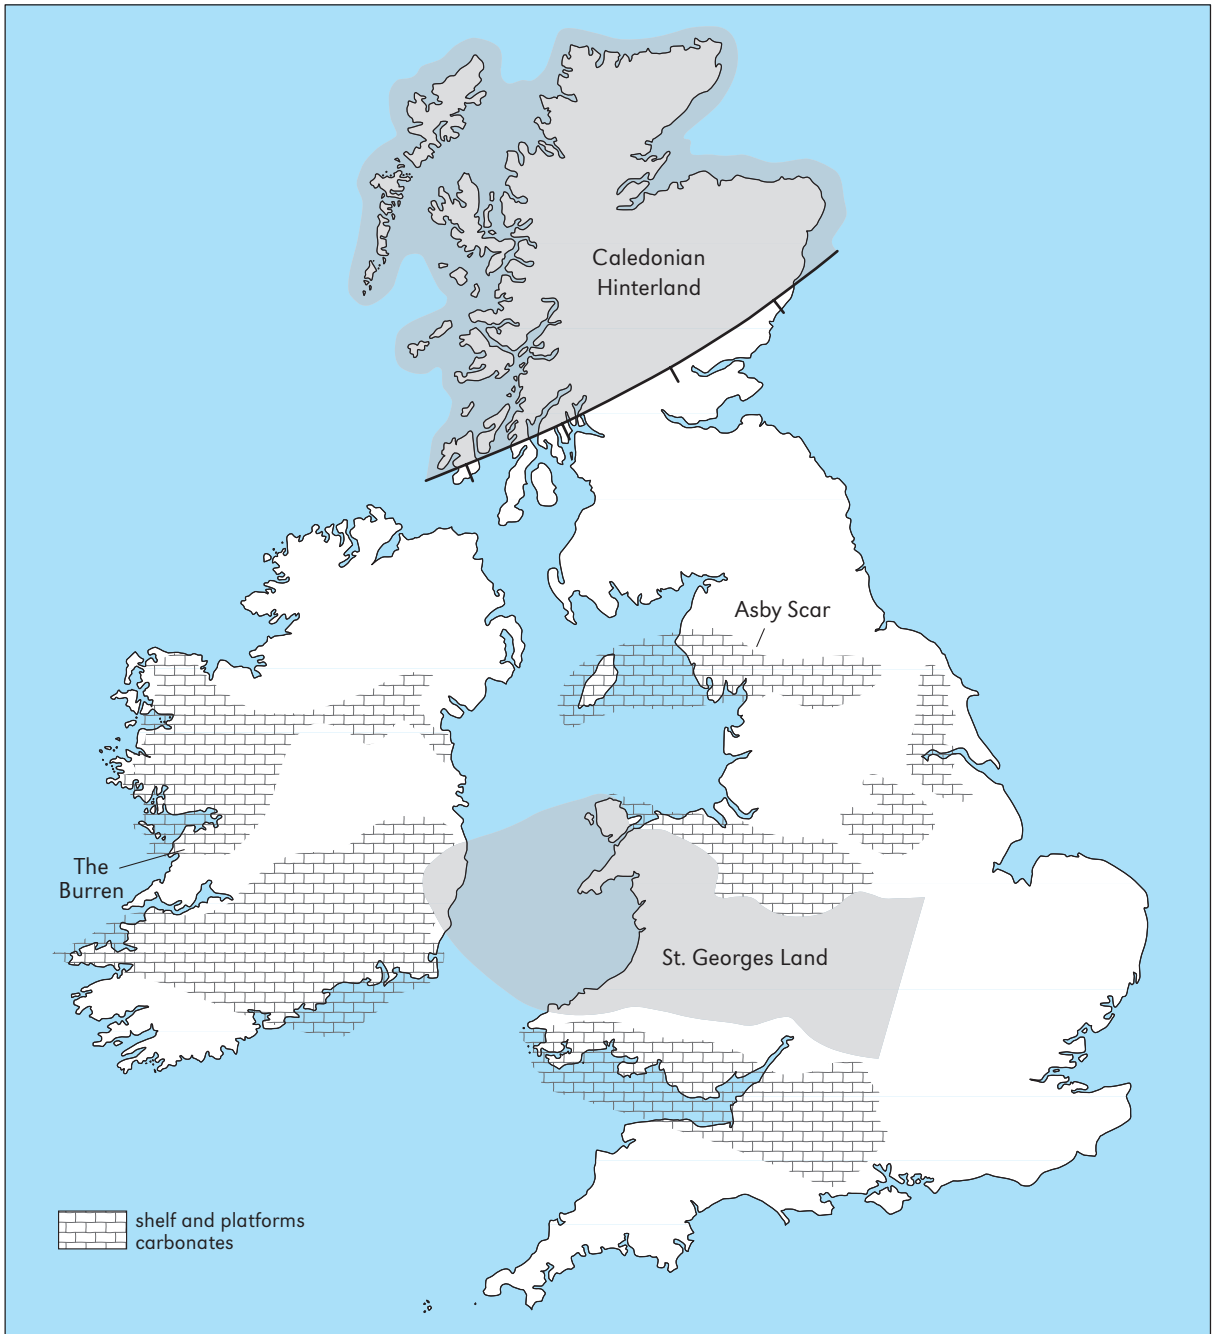 Caledonian
Hinterland
Asby Scar
The
Burren
St. Georges Land
shelf and platforms
carbonates